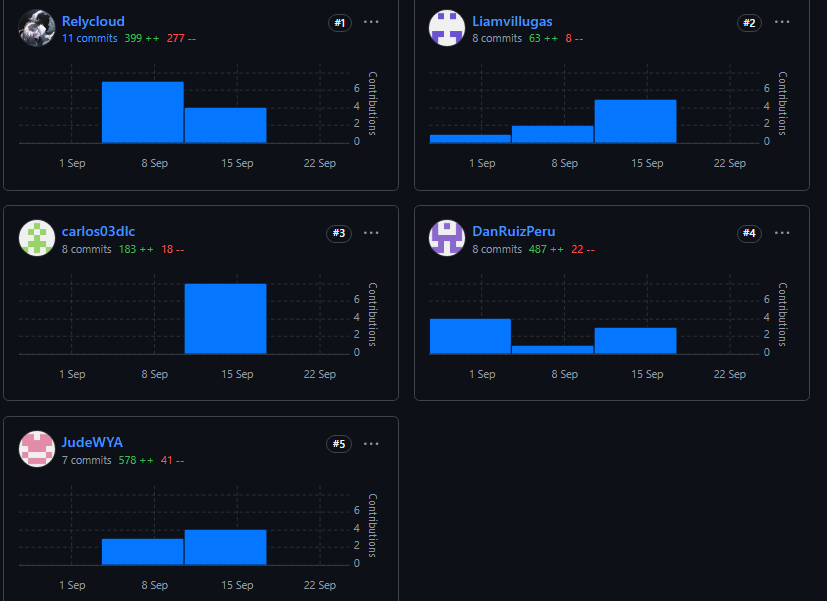 Relycloud #1 ···
11 commits 399 ++ 277 --
6
4
2
0
Contributions
1 Sep 8 Sep 15 Sep 22 Sep
Liamvillugas #2 ···
8 commits 63 ++ 8 --
6
4
2
0
Contributions
1 Sep 8 Sep 15 Sep 22 Sep
carlos03dlc #3 ···
8 commits 183 ++ 18 --
6
4
2
0
Contributions
1 Sep 8 Sep 15 Sep 22 Sep
DanRuizPeru #4 ···
8 commits 487 ++ 22 --
6
4
2
0
Contributions
1 Sep 8 Sep 15 Sep 22 Sep
JudeWYA #5 ···
7 commits 578 ++ 41 --
6
4
2
0
Contributions
1 Sep 8 Sep 15 Sep 22 Sep